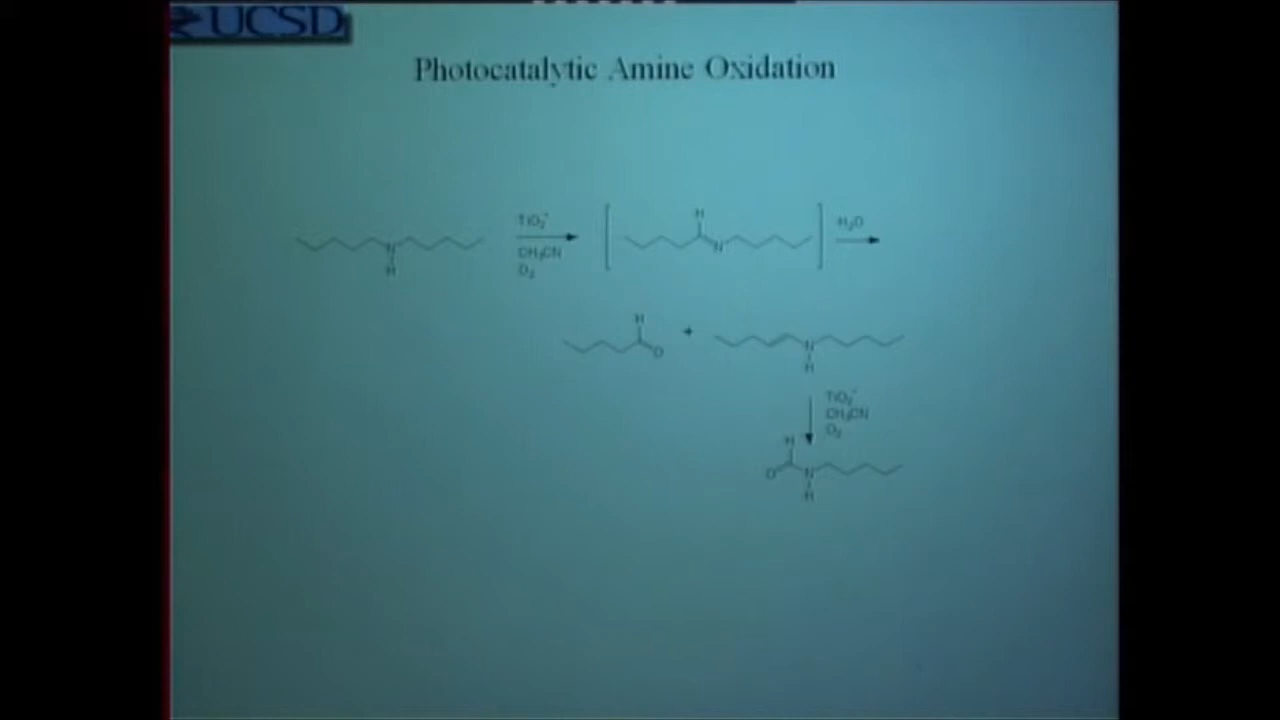 UCSD
Photocatalytic Amine Oxidation
TiO2*
CH3CN
O2
N
H
H
N
H2O
H
O
+
N
H
TiO2*
CH3CN
O2
H
O
N
H